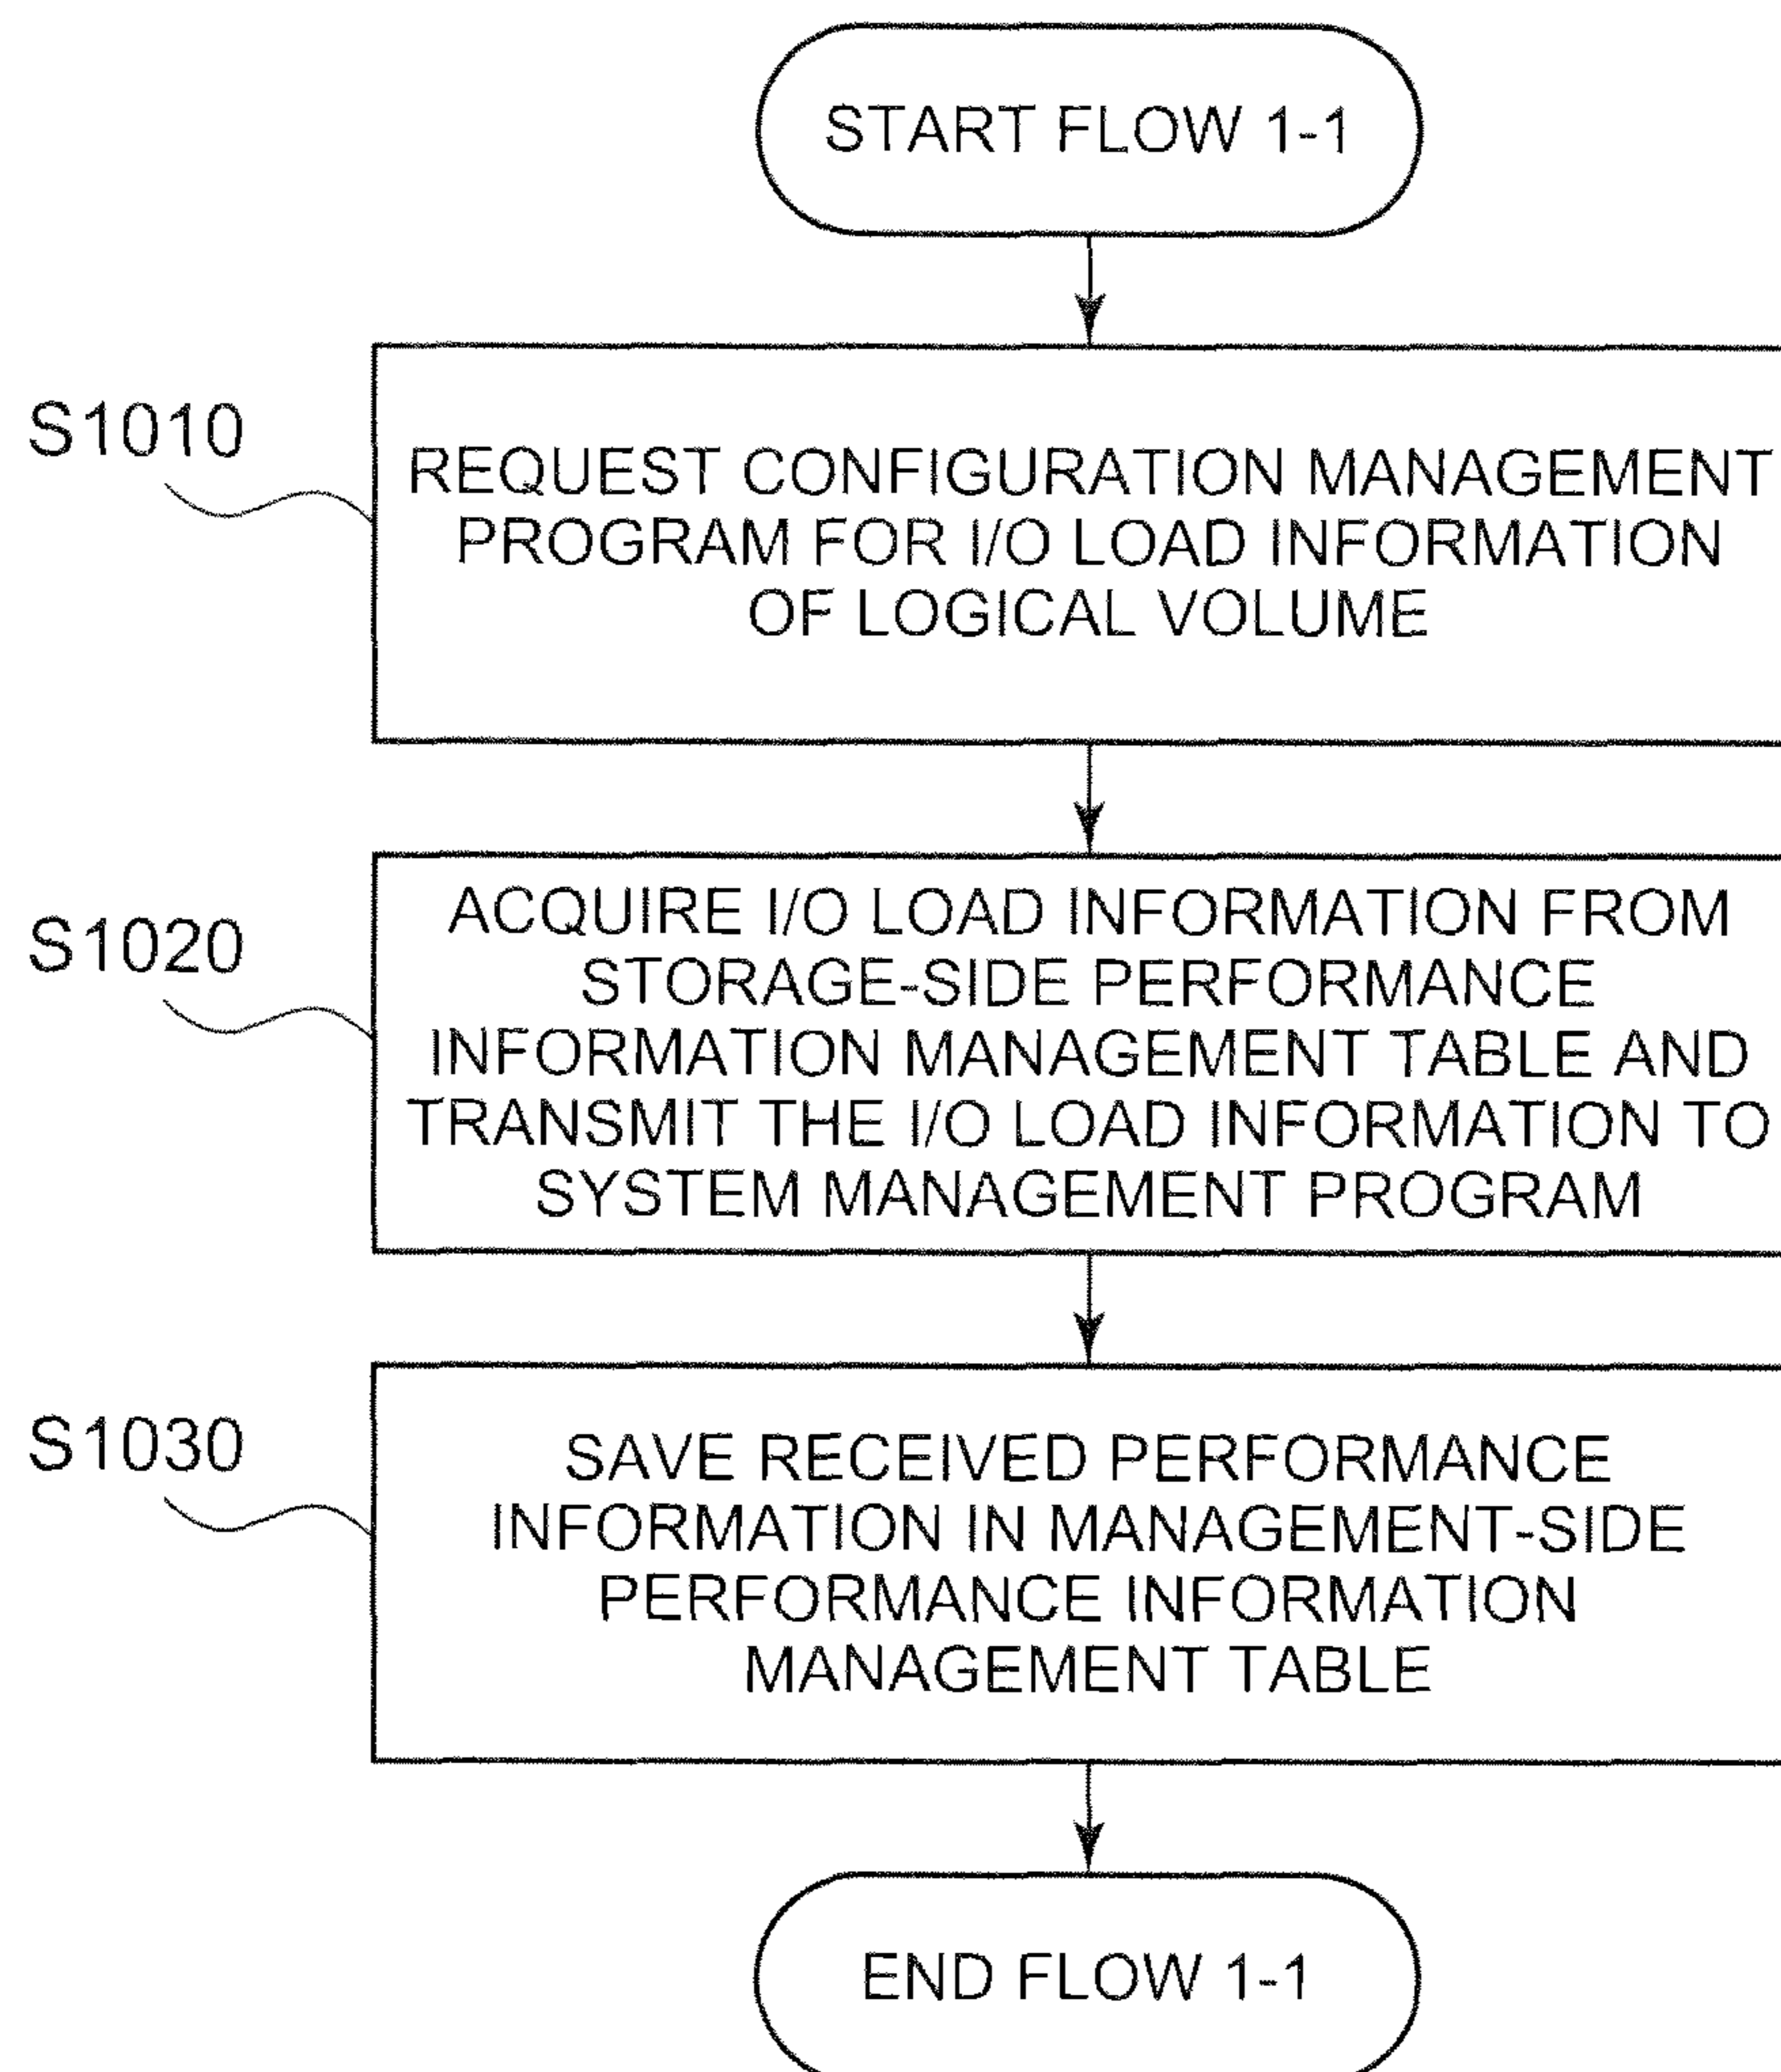 START FLOW 1-1
S1010
REQUEST CONFIGURATION MANAGEMENT
PROGRAM FOR I/O LOAD INFORMATION
OF LOGICAL VOLUME
S1020
ACQUIRE I/O LOAD INFORMATION FROM
STORAGE-SIDE PERFORMANCE
INFORMATION MANAGEMENT TABLE AND
TRANSMIT THE I/O LOAD INFORMATION TO
SYSTEM MANAGEMENT PROGRAM
S1030
SAVE RECEIVED PERFORMANCE
INFORMATION IN MANAGEMENT-SIDE
PERFORMANCE INFORMATION
MANAGEMENT TABLE
END FLOW 1-1